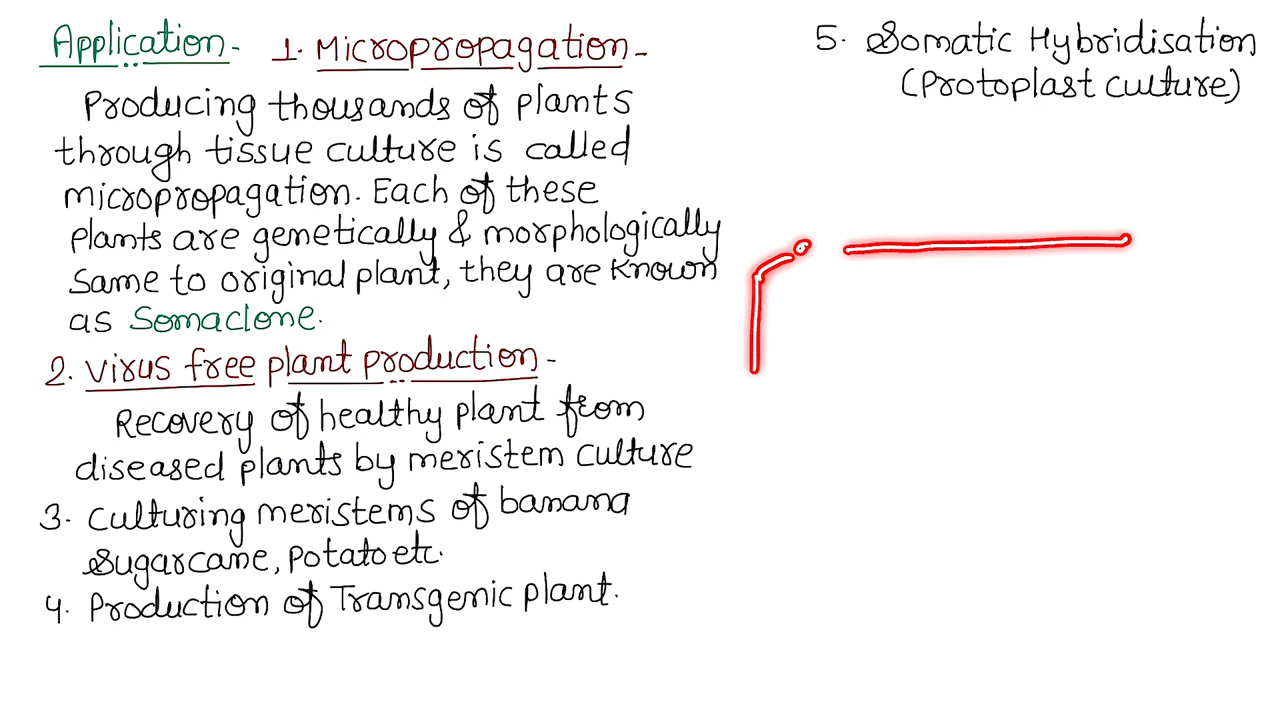 Application- 1. Micropropagation-
Producing thousands of plants
through tissue culture is called
micropropagation. Each of these
plants are genetically & morphologically
Same to original plant, they are known
as Somaclone.
2. Virus free plant production-
Recovery of healthy plant from
diseased plants by meristem culture
3. Culturing meristems of banana
Sugarcane, Potato etc.
4. Production of Transgenic plant.
5. Somatic Hybridisation
(Protoplast culture)